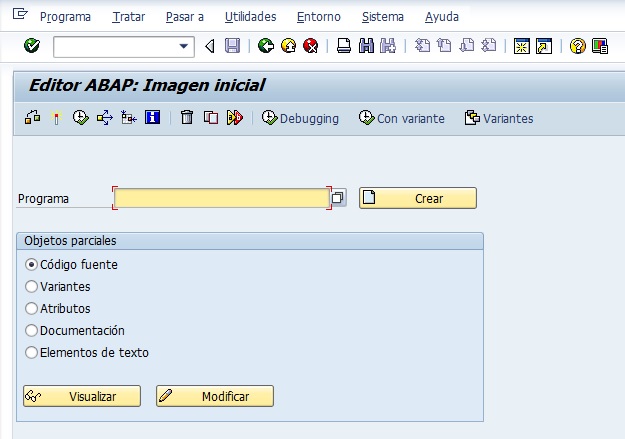 Programa Tratar Pasar a Utilidades Entorno Sistema Ayuda
Editor ABAP: Imagen inicial
Debugging Con variante Variantes
Programa Crear
Objetos parciales
Código fuente
Variantes
Atributos
Documentación
Elementos de texto
Visualizar Modificar